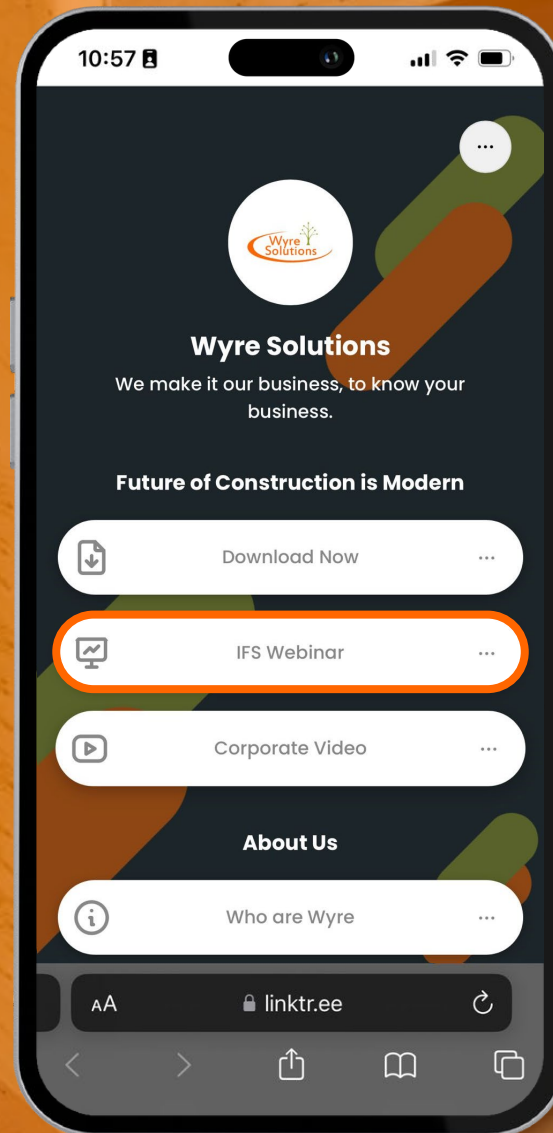 10:57
Wyre
Solutions
Wyre Solutions
We make it our business, to know your
business.
Future of Construction is Modern
Download Now
IFS Webinar
Corporate Video
About Us
Who are Wyre
AA
linktr.ee